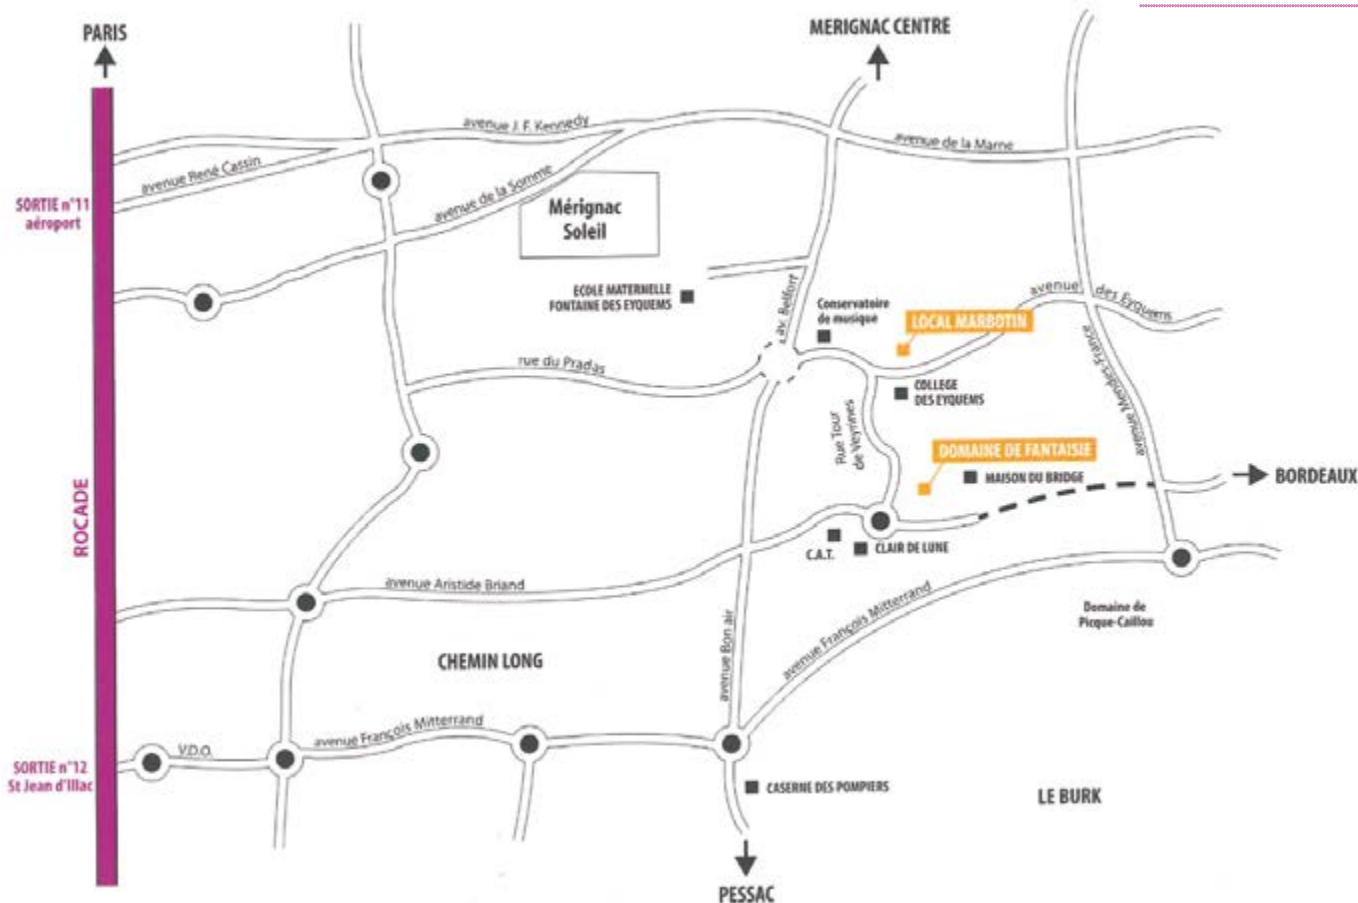 PARIS
MERIGNAC CENTRE
avenue J. F. Kennedy
avenue de la Marne
avenue René Cassin
SORTIE n°11
aéroport
avenue de la Somme
Mérignac
Soleil
ECOLE MATERNELLE
FONTAINE DES EYQUEMS
av. Belfort
Conservatoire
de musique
LOCAL MARBOTIN
avenue des Eyquems
rue du Pradas
COLLEGE
DES EYQUEMS
avenue Mendes-France
Rue Tour
de Veyrines
DOMAINE DE FANTAISIE
MAISON DU BRIDGE
BORDEAUX
ROCADE
C.A.T.
CLAIR DE LUNE
avenue Aristide Briand
avenue François Mitterrand
Domaine de
Picque-Caillou
CHEMIN LONG
avenue Bon air
avenue François Mitterrand
V.D.O.
SORTIE n°12
St Jean d'Illac
CASERNE DES POMPIERS
LE BURK
PESSAC